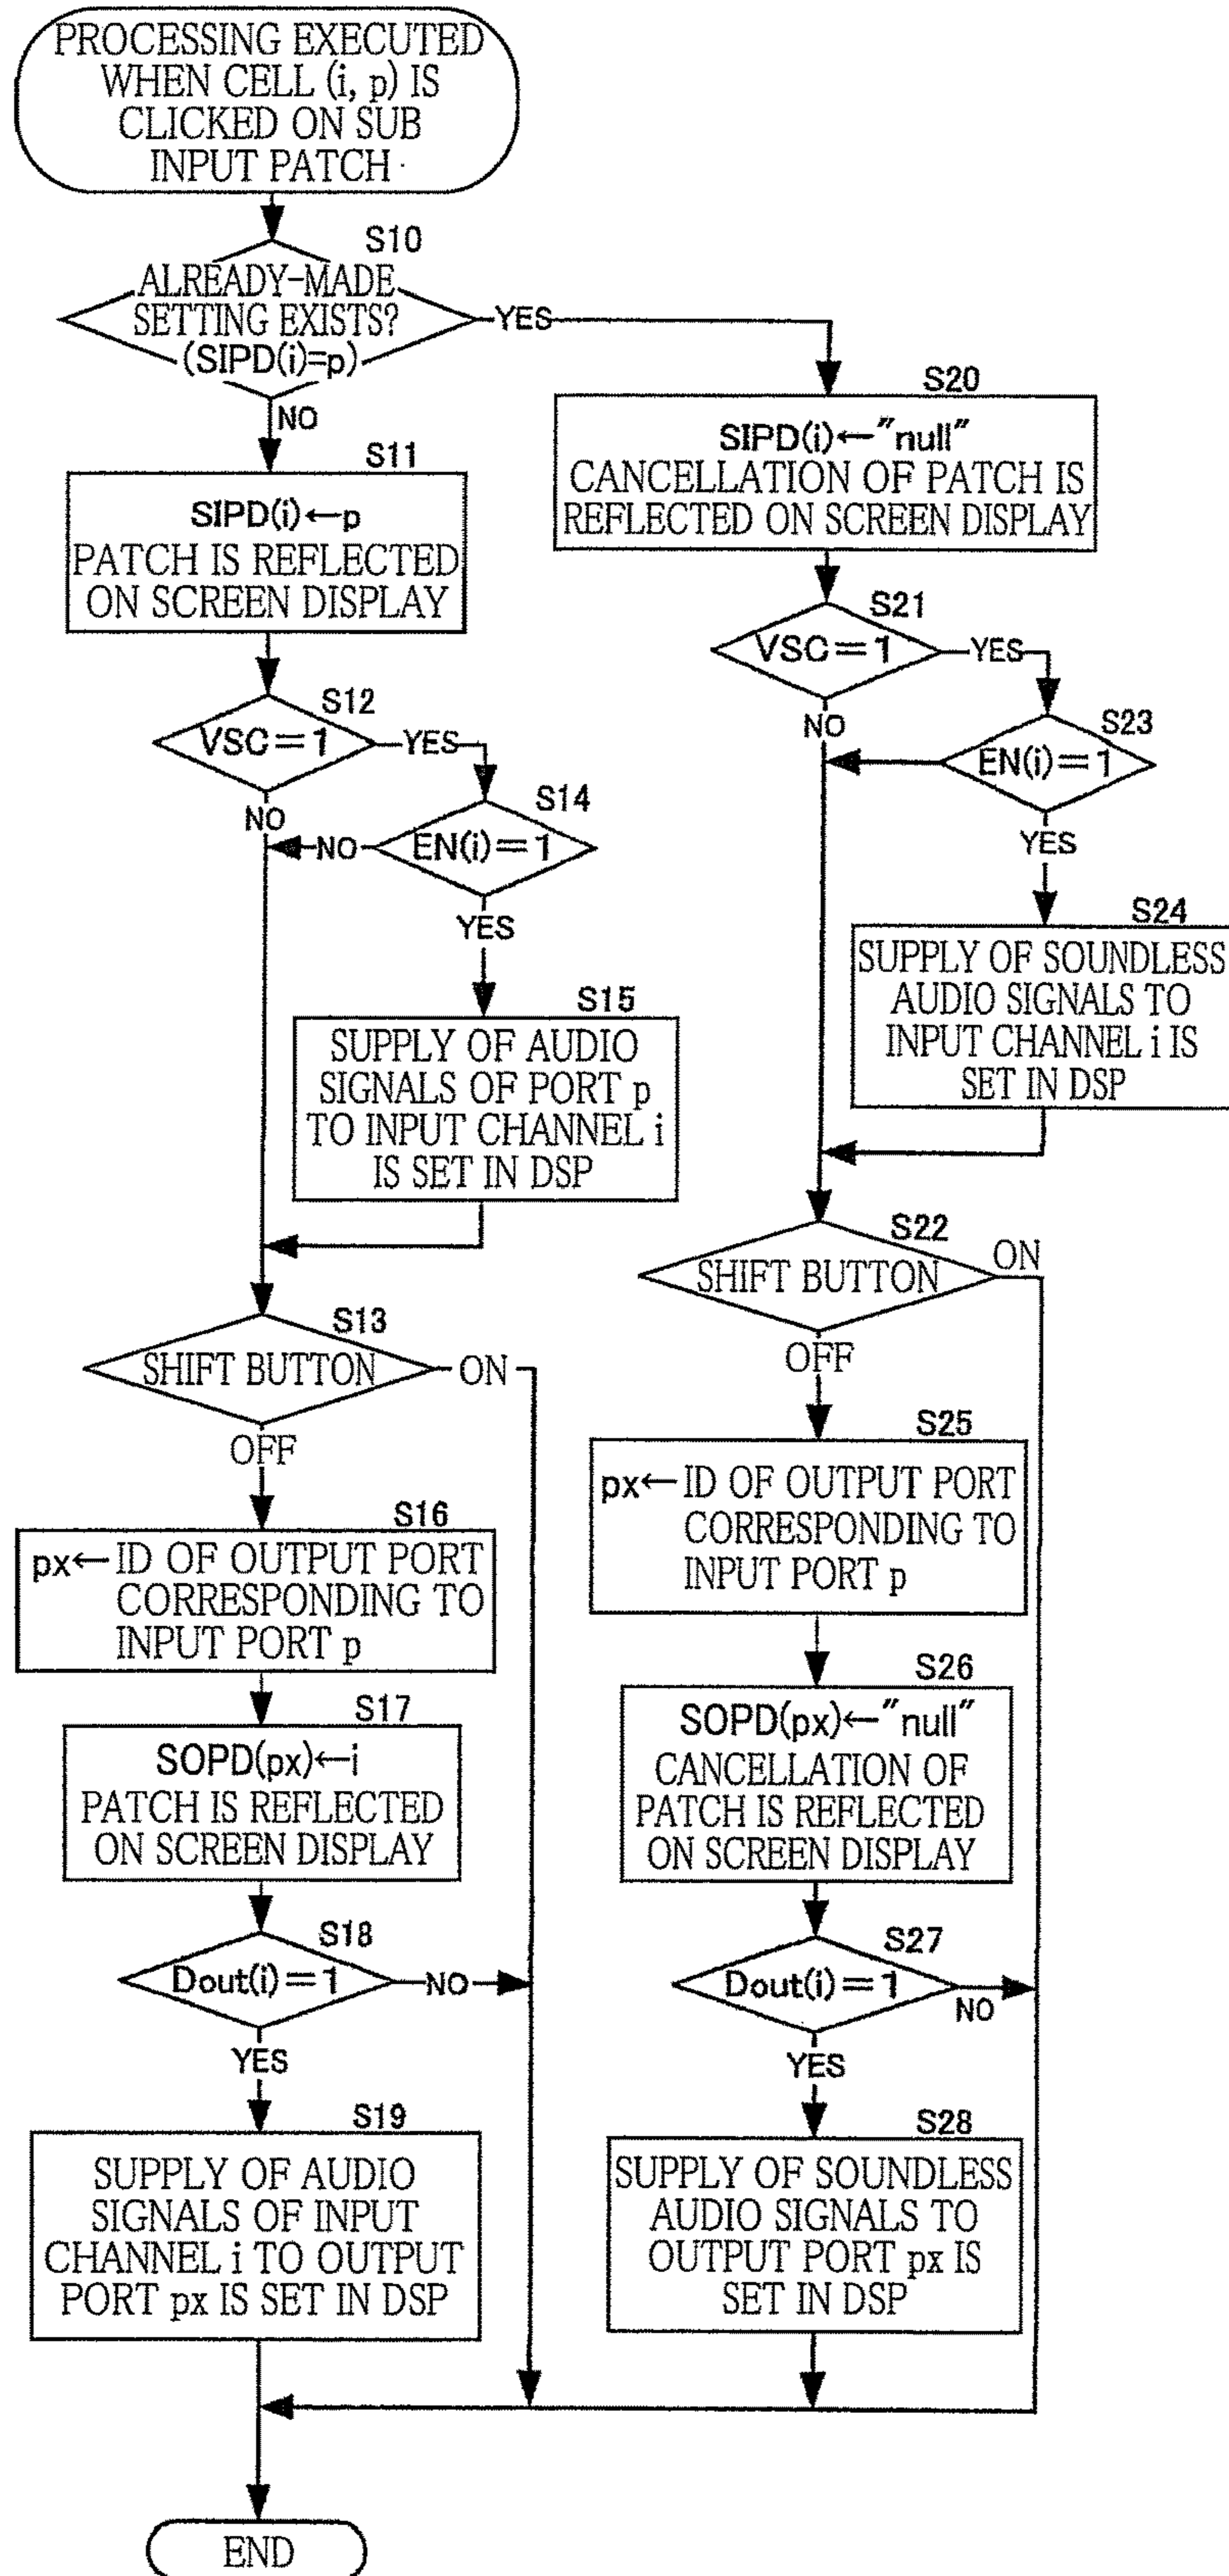 PROCESSING EXECUTED
WHEN CELL (i, p) IS
CLICKED ON SUB
INPUT PATCH
S10
ALREADY-MADE
SETTING EXISTS?
(SIPD(i)=p)
YES
NO
S11
SIPD(i)←p
PATCH IS REFLECTED
ON SCREEN DISPLAY
S12
VSC=1
YES
NO
S14
EN(i)=1
NO
YES
S15
SUPPLY OF AUDIO
SIGNALS OF PORT p
TO INPUT CHANNEL i
IS SET IN DSP
S13
SHIFT BUTTON
ON
OFF
S16
px← ID OF OUTPUT PORT
CORRESPONDING TO
INPUT PORT p
S17
SOPD(px)←i
PATCH IS REFLECTED
ON SCREEN DISPLAY
S18
Dout(i)=1
NO
YES
S19
SUPPLY OF AUDIO
SIGNALS OF INPUT
CHANNEL i TO OUTPUT
PORT px IS SET IN DSP
S20
SIPD(i)←"null"
CANCELLATION OF PATCH IS
REFLECTED ON SCREEN DISPLAY
S21
VSC=1
YES
NO
S23
EN(i)=1
YES
S24
SUPPLY OF SOUNDLESS
AUDIO SIGNALS TO
INPUT CHANNEL i IS
SET IN DSP
S22
SHIFT BUTTON
ON
OFF
S25
px← ID OF OUTPUT PORT
CORRESPONDING TO
INPUT PORT p
S26
SOPD(px)←"null"
CANCELLATION OF
PATCH IS REFLECTED
ON SCREEN DISPLAY
S27
Dout(i)=1
NO
YES
S28
SUPPLY OF SOUNDLESS
AUDIO SIGNALS TO
OUTPUT PORT px IS
SET IN DSP
END